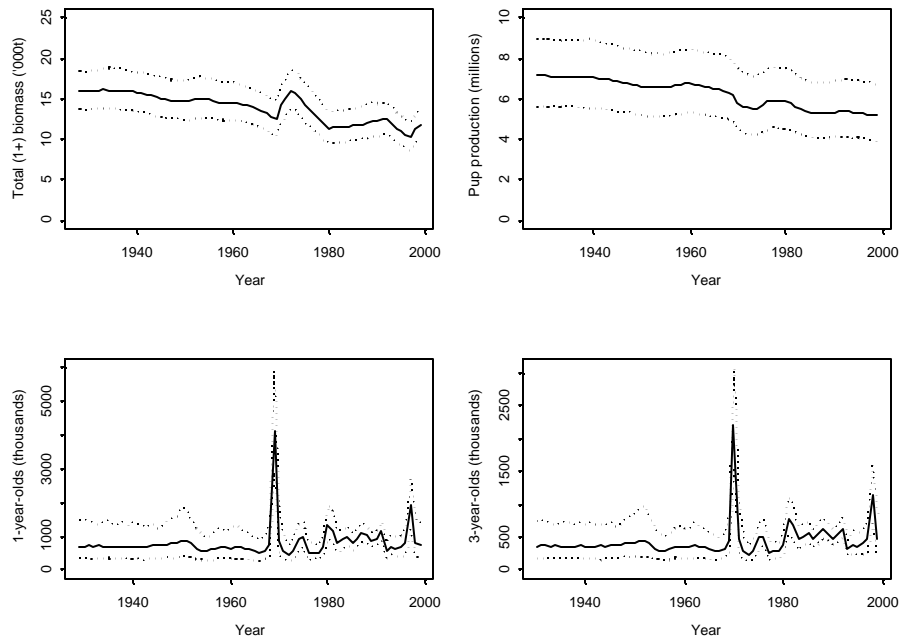 Total (1+) biomass ('000t)
25
20
15
10
5
0
1940 1960 1980 2000
Year
Pup production (millions)
10
8
6
4
2
0
1940 1960 1980 2000
Year
1-year-olds (thousands)
5000
3000
1000
0
1940 1960 1980 2000
Year
3-year-olds (thousands)
2500
1500
500
0
1940 1960 1980 2000
Year